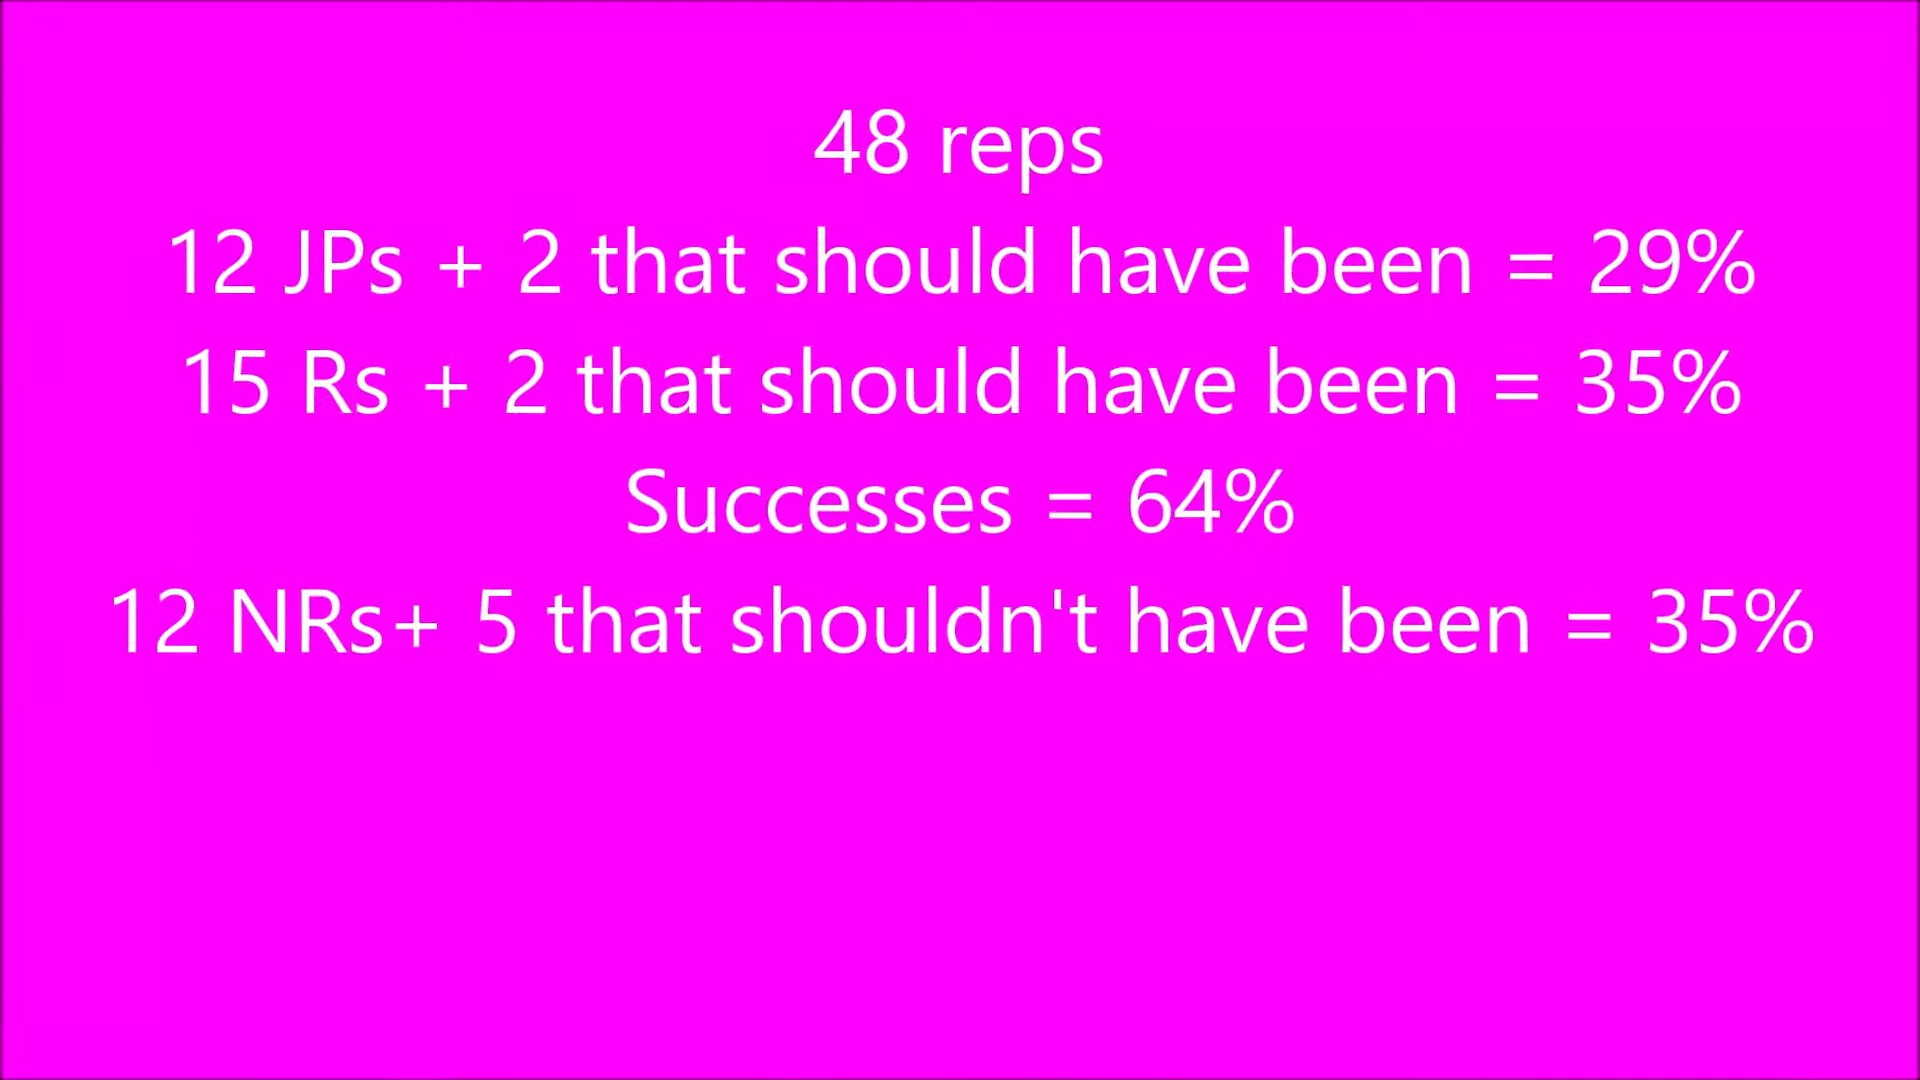 48 reps
12 JPs + 2 that should have been = 29%
15 Rs + 2 that should have been = 35%
Successes = 64%
12 NRs+ 5 that shouldn't have been = 35%